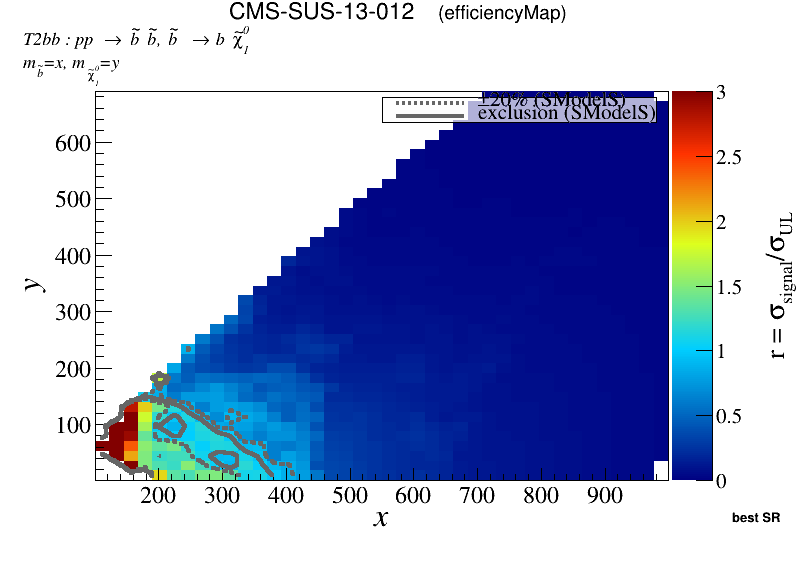 CMS-SUS-13-012 (efficiencyMap)
T2bb : pp → b̃ b̃, b̃ → b χ̃⁰₁
m_b̃=x, m_χ̃⁰₁=y
±20% (SModelS)
exclusion (SModelS)
600
500
400
300
200
100
y
200 300 400 500 600 700 800 900
x
3
2.5
2
1.5
1
0.5
0
r = σ_signal/σ_UL
best SR